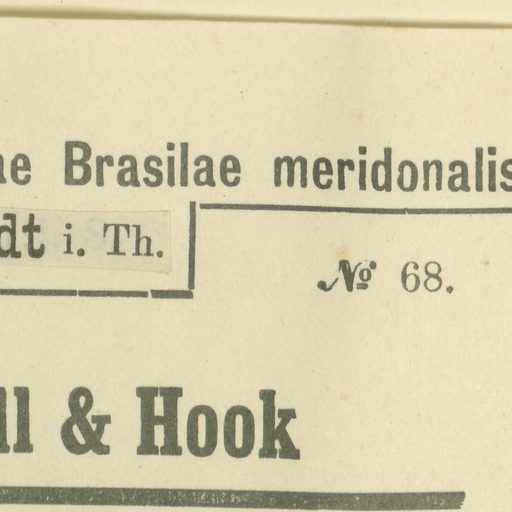 ae Brasilae meridonalis
dt i. Th.
№ 68.
ll & Hook